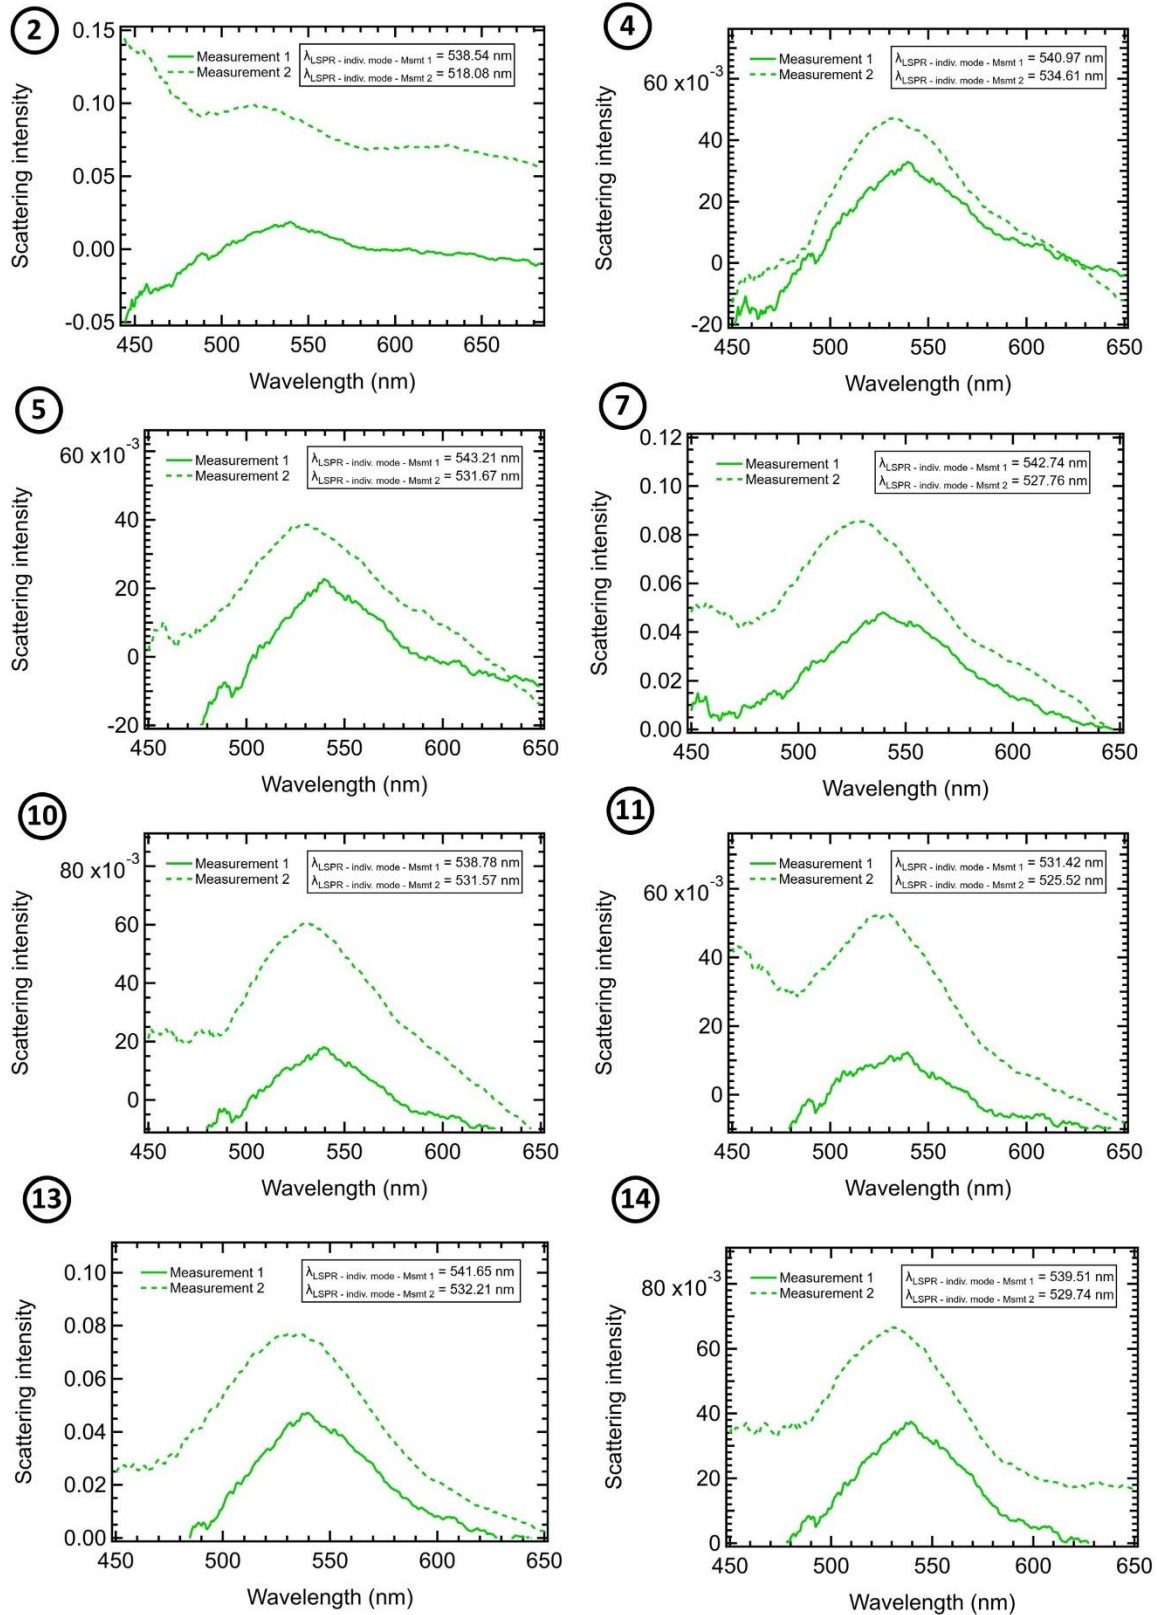 2
0.15
0.10
0.05
0.00
-0.05
Scattering intensity
Measurement 1
Measurement 2
λLSPR - indiv. mode - Msmt 1 = 538.54 nm
λLSPR - indiv. mode - Msmt 2 = 518.08 nm
450 500 550 600 650
Wavelength (nm)
4
60 x10-3
40
20
0
-20
Scattering intensity
Measurement 1
Measurement 2
λLSPR - indiv. mode - Msmt 1 = 540.97 nm
λLSPR - indiv. mode - Msmt 2 = 534.61 nm
450 500 550 600 650
Wavelength (nm)
5
60 x10-3
40
20
0
-20
Scattering intensity
Measurement 1
Measurement 2
λLSPR - indiv. mode - Msmt 1 = 543.21 nm
λLSPR - indiv. mode - Msmt 2 = 531.67 nm
450 500 550 600 650
Wavelength (nm)
7
0.12
0.10
0.08
0.06
0.04
0.02
0.00
Scattering intensity
Measurement 1
Measurement 2
λLSPR - indiv. mode - Msmt 1 = 542.74 nm
λLSPR - indiv. mode - Msmt 2 = 527.76 nm
450 500 550 600 650
Wavelength (nm)
10
80 x10-3
60
40
20
0
Scattering intensity
Measurement 1
Measurement 2
λLSPR - indiv. mode - Msmt 1 = 538.78 nm
λLSPR - indiv. mode - Msmt 2 = 531.57 nm
450 500 550 600 650
Wavelength (nm)
11
60 x10-3
40
20
0
Scattering intensity
Measurement 1
Measurement 2
λLSPR - indiv. mode - Msmt 1 = 531.42 nm
λLSPR - indiv. mode - Msmt 2 = 525.52 nm
450 500 550 600 650
Wavelength (nm)
13
0.10
0.08
0.06
0.04
0.02
0.00
Scattering intensity
Measurement 1
Measurement 2
λLSPR - indiv. mode - Msmt 1 = 541.65 nm
λLSPR - indiv. mode - Msmt 2 = 532.21 nm
450 500 550 600 650
Wavelength (nm)
14
80 x10-3
60
40
20
0
Scattering intensity
Measurement 1
Measurement 2
λLSPR - indiv. mode - Msmt 1 = 539.51 nm
λLSPR - indiv. mode - Msmt 2 = 529.74 nm
450 500 550 600 650
Wavelength (nm)